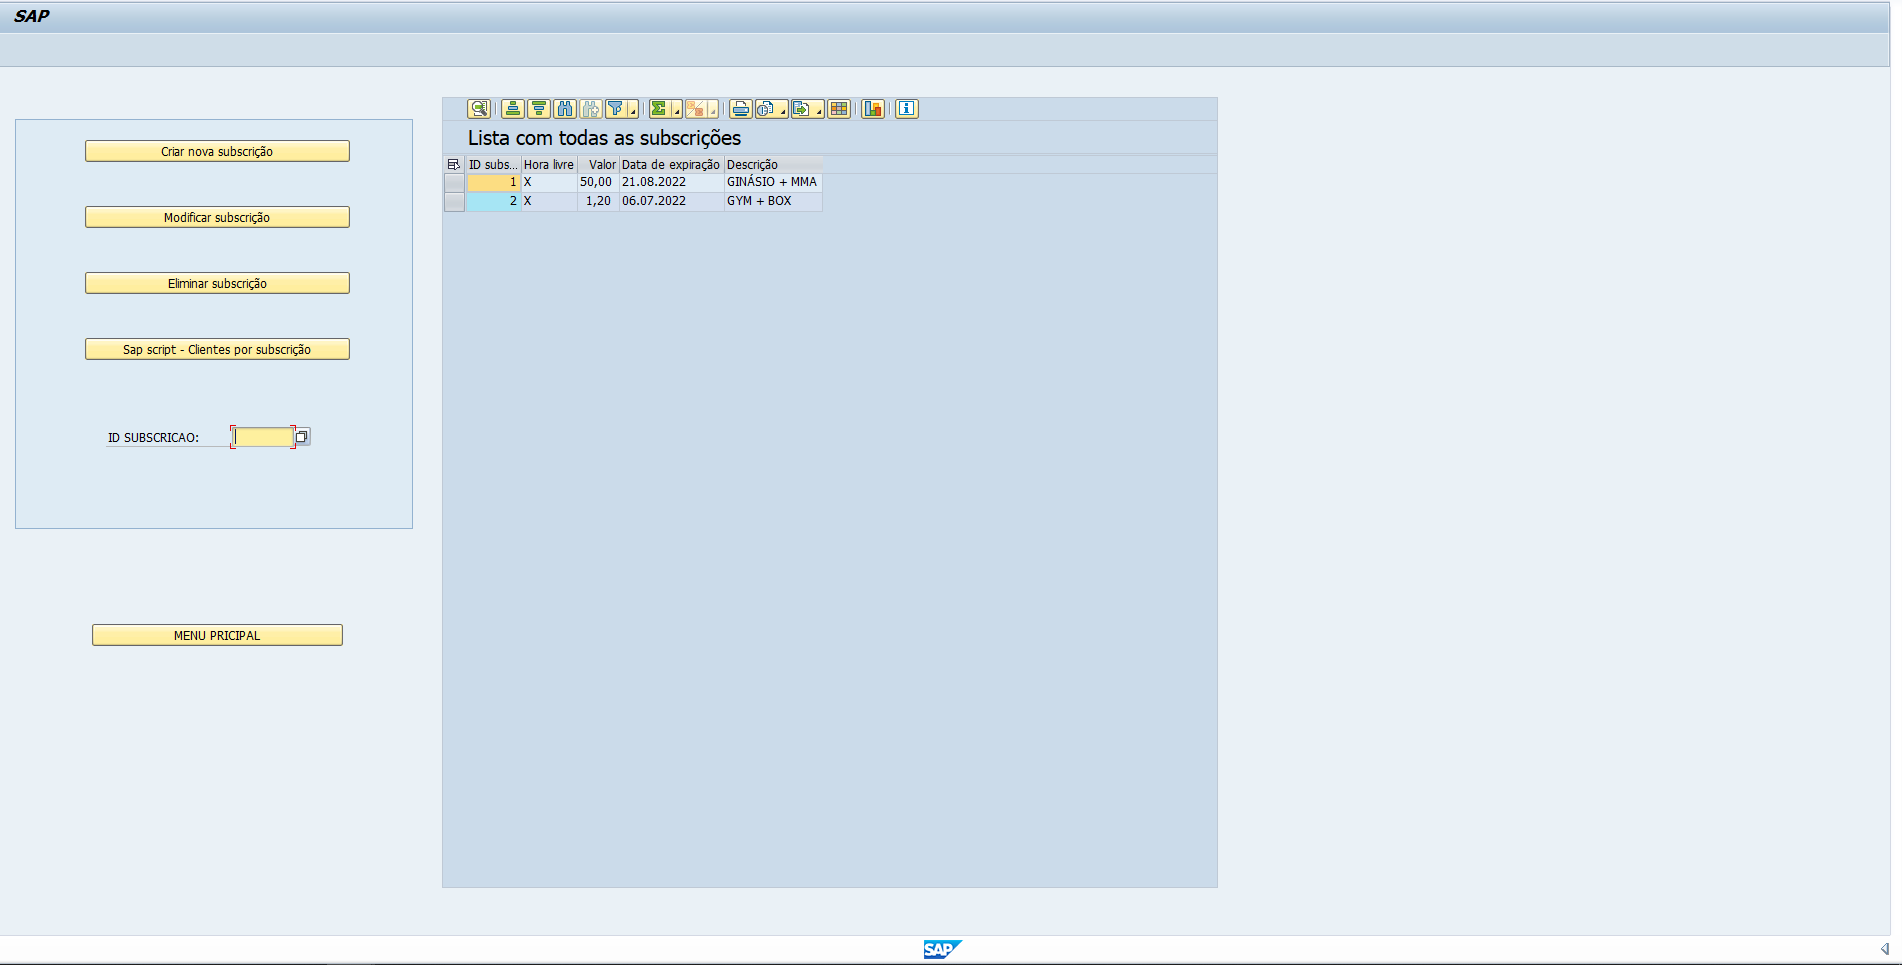 SAP
Criar nova subscrição
Modificar subscrição
Eliminar subscrição
Sap script - Clientes por subscrição
ID SUBSCRICAO:
MENU PRICIPAL
Lista com todas as subscrições
ID subs... Hora livre Valor Data de expiração Descrição
1 X 50,00 21.08.2022 GINÁSIO + MMA
2 X 1,20 06.07.2022 GYM + BOX
SAP